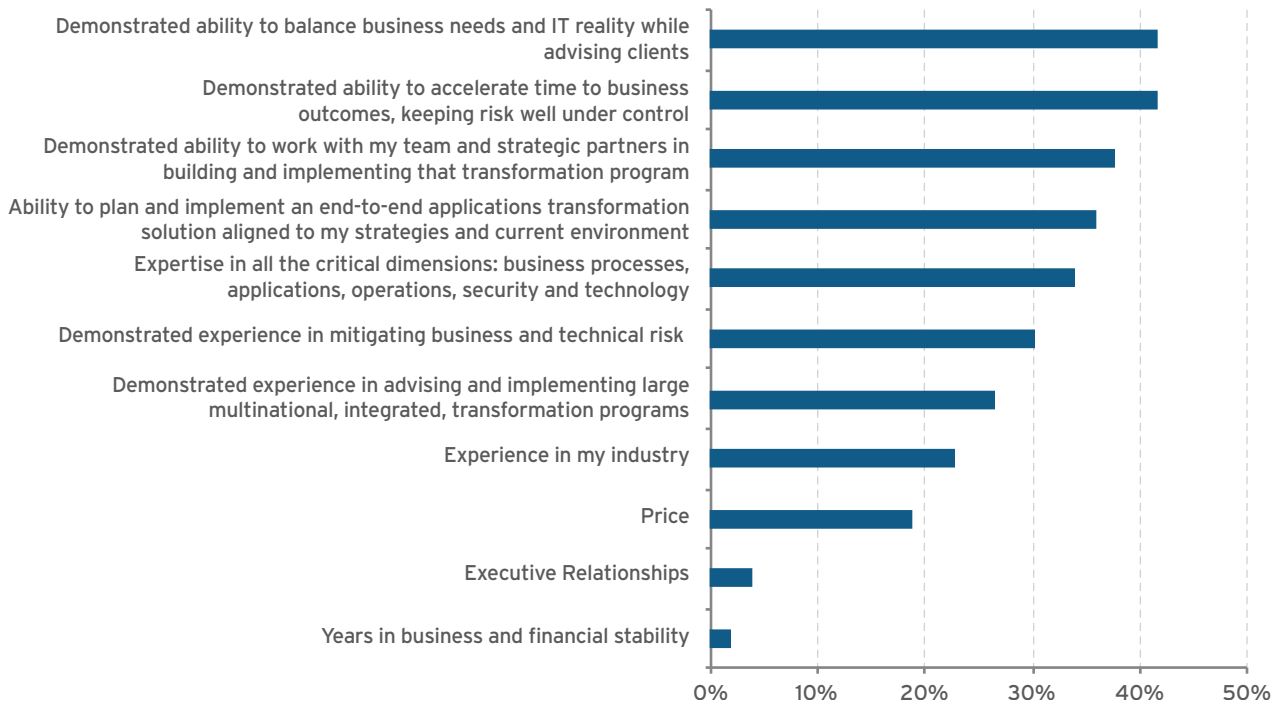 Demonstrated ability to balance business needs and IT reality while
advising clients
Demonstrated ability to accelerate time to business
outcomes, keeping risk well under control
Demonstrated ability to work with my team and strategic partners in
building and implementing that transformation program
Ability to plan and implement an end-to-end applications transformation
solution aligned to my strategies and current environment
Expertise in all the critical dimensions: business processes,
applications, operations, security and technology
Demonstrated experience in mitigating business and technical risk
Demonstrated experience in advising and implementing large
multinational, integrated, transformation programs
Experience in my industry
Price
Executive Relationships
Years in business and financial stability
0% 10% 20% 30% 40% 50%